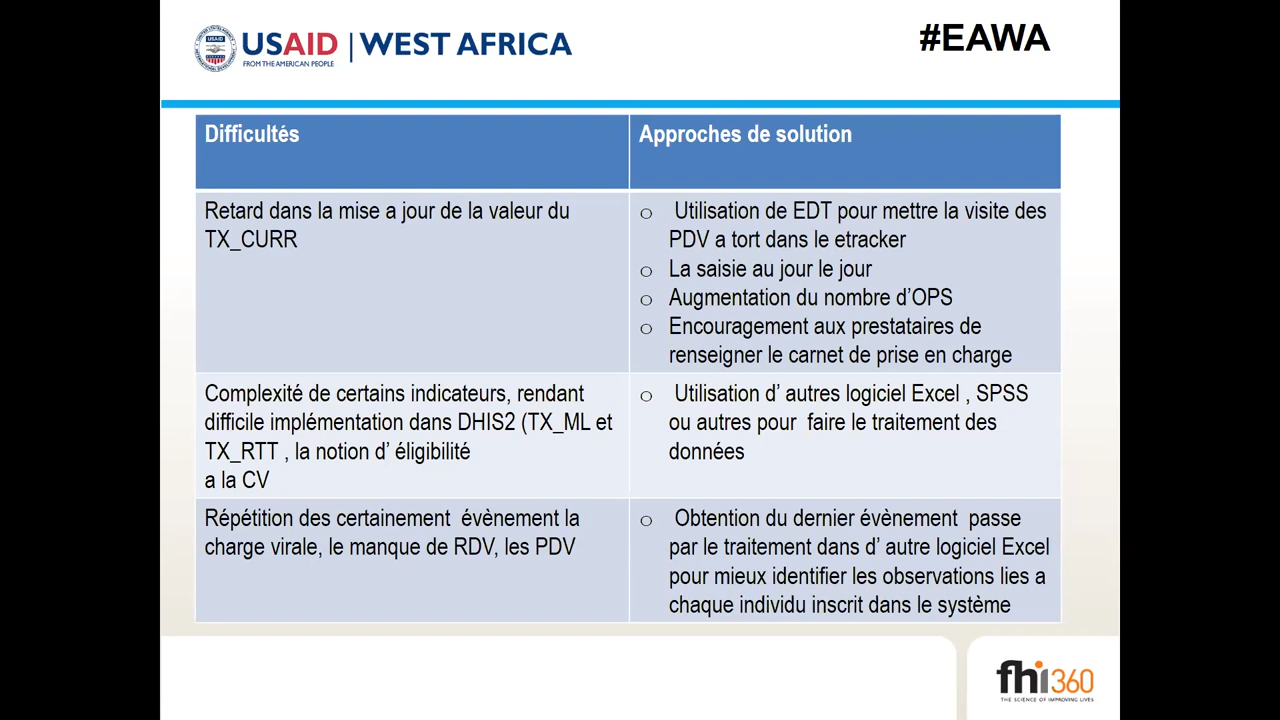 USAID WEST AFRICA
FROM THE AMERICAN PEOPLE
#EAWA
Difficultés
Approches de solution
Retard dans la mise a jour de la valeur du
TX_CURR
o Utilisation de EDT pour mettre la visite des
PDV a tort dans le etracker
o La saisie au jour le jour
o Augmentation du nombre d’OPS
o Encouragement aux prestataires de
renseigner le carnet de prise en charge
Complexité de certains indicateurs, rendant
difficile implémentation dans DHIS2 (TX_ML et
TX_RTT , la notion d’ éligibilité
a la CV
o Utilisation d’ autres logiciel Excel , SPSS
ou autres pour faire le traitement des
données
Répétition des certainement évènement la
charge virale, le manque de RDV, les PDV
o Obtention du dernier évènement passe
par le traitement dans d’ autre logiciel Excel
pour mieux identifier les observations lies a
chaque individu inscrit dans le système
fhi360
THE SCIENCE OF IMPROVING LIVES